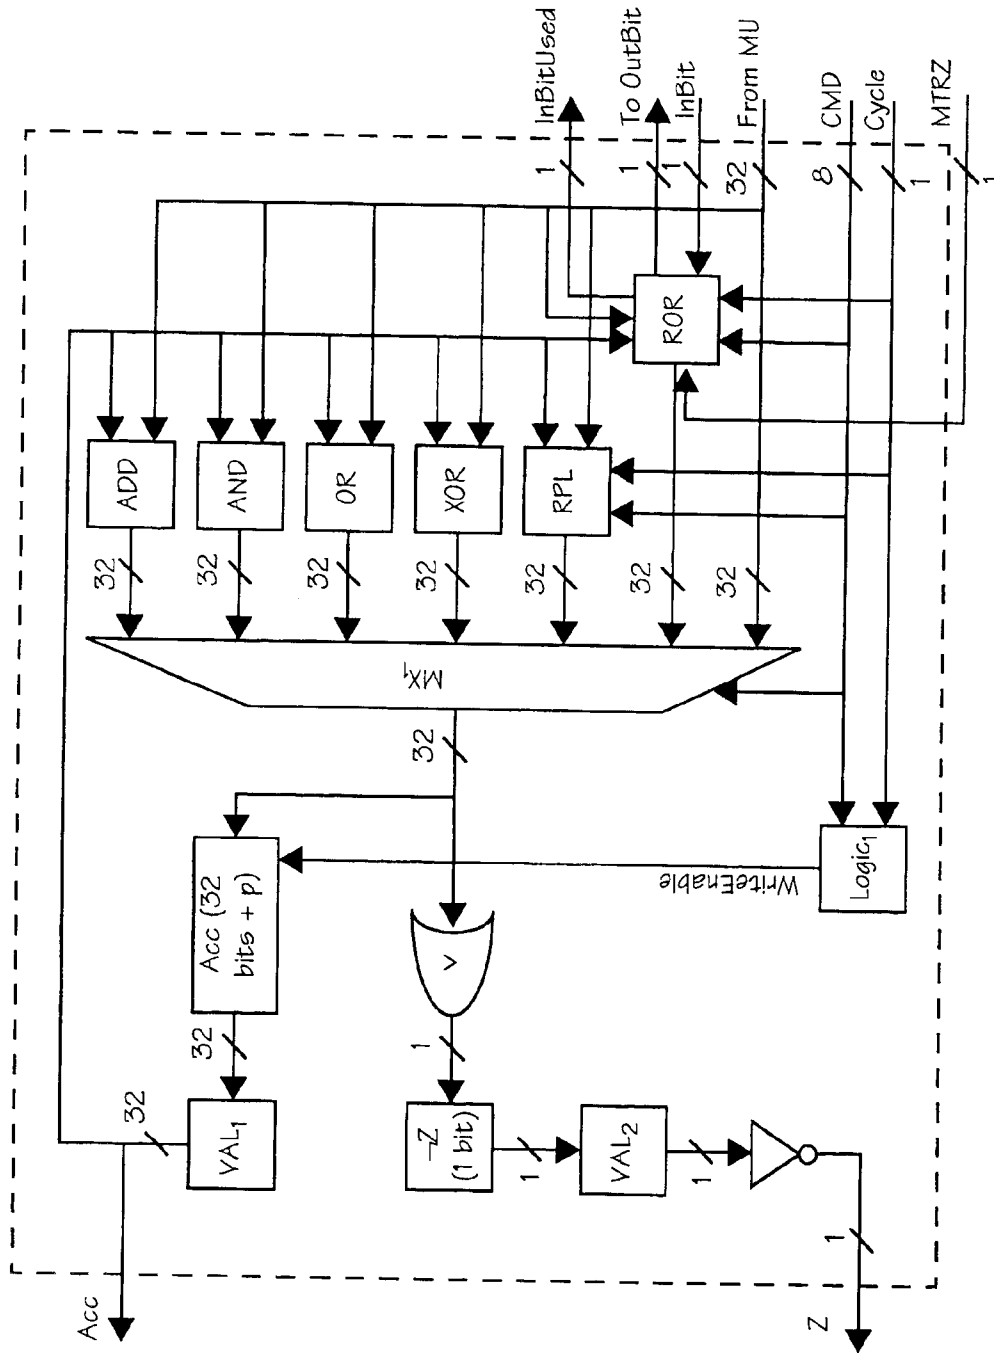 InBitUsed
To OutBit
InBit
From MU
CMD
Cycle
MTRZ
1
1
1
32
8
1
1
ROR
ADD
AND
OR
XOR
RPL
32
32
32
32
32
32
32
MX1
32
Acc (32
bits + p)
WriteEnable
Logic1
V
32
1
VAL1
32
¬Z
(1 bit)
1
VAL2
1
1
Acc
Z